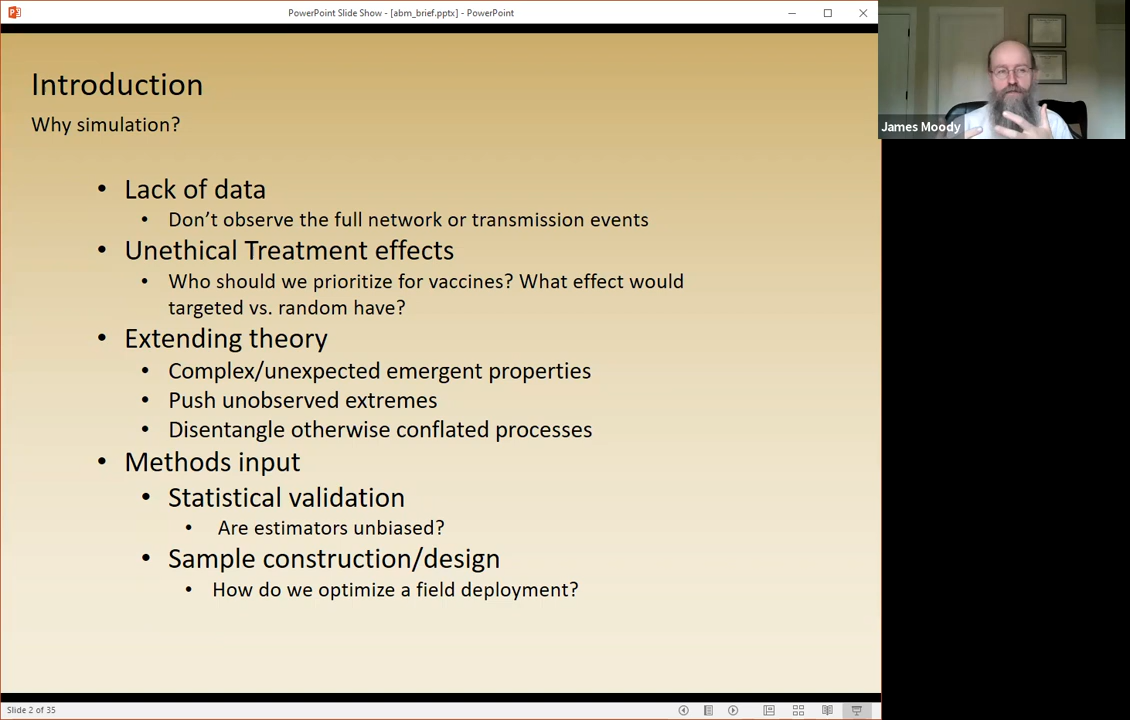 PowerPoint Slide Show - [abm_brief.pptx] - PowerPoint
Introduction
Why simulation?
• Lack of data
• Don’t observe the full network or transmission events
• Unethical Treatment effects
• Who should we prioritize for vaccines? What effect would
targeted vs. random have?
• Extending theory
• Complex/unexpected emergent properties
• Push unobserved extremes
• Disentangle otherwise conflated processes
• Methods input
• Statistical validation
• Are estimators unbiased?
• Sample construction/design
• How do we optimize a field deployment?
James Moody
Slide 2 of 35